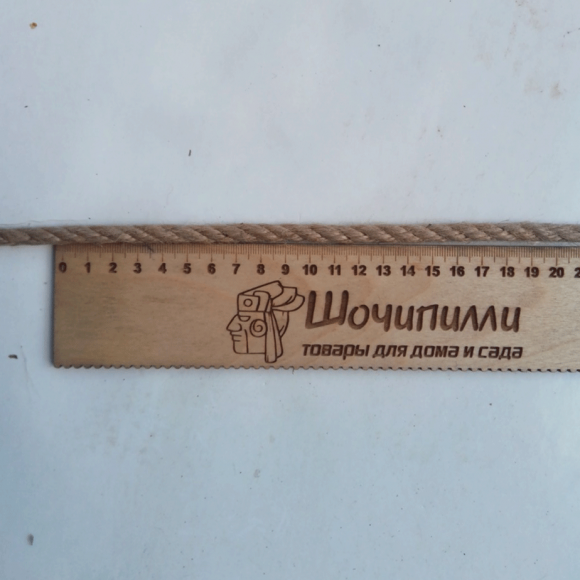 0 1 2 3 4 5 6 7 8 9 10 11 12 13 14 15 16 17 18 19 20
Шочипилли
товары для дома и сада